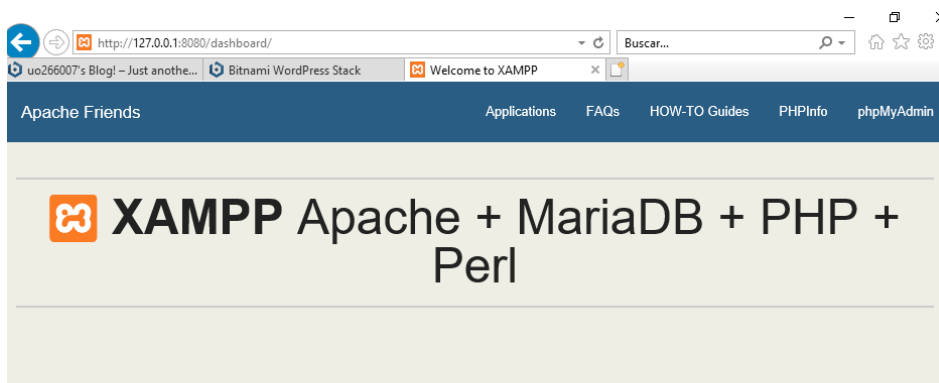 http://127.0.0.1:8080/dashboard/ Buscar...
uo266007's Blog! – Just anothe... Bitnami WordPress Stack Welcome to XAMPP
Apache Friends Applications FAQs HOW-TO Guides PHPInfo phpMyAdmin
XAMPP Apache + MariaDB + PHP +
Perl